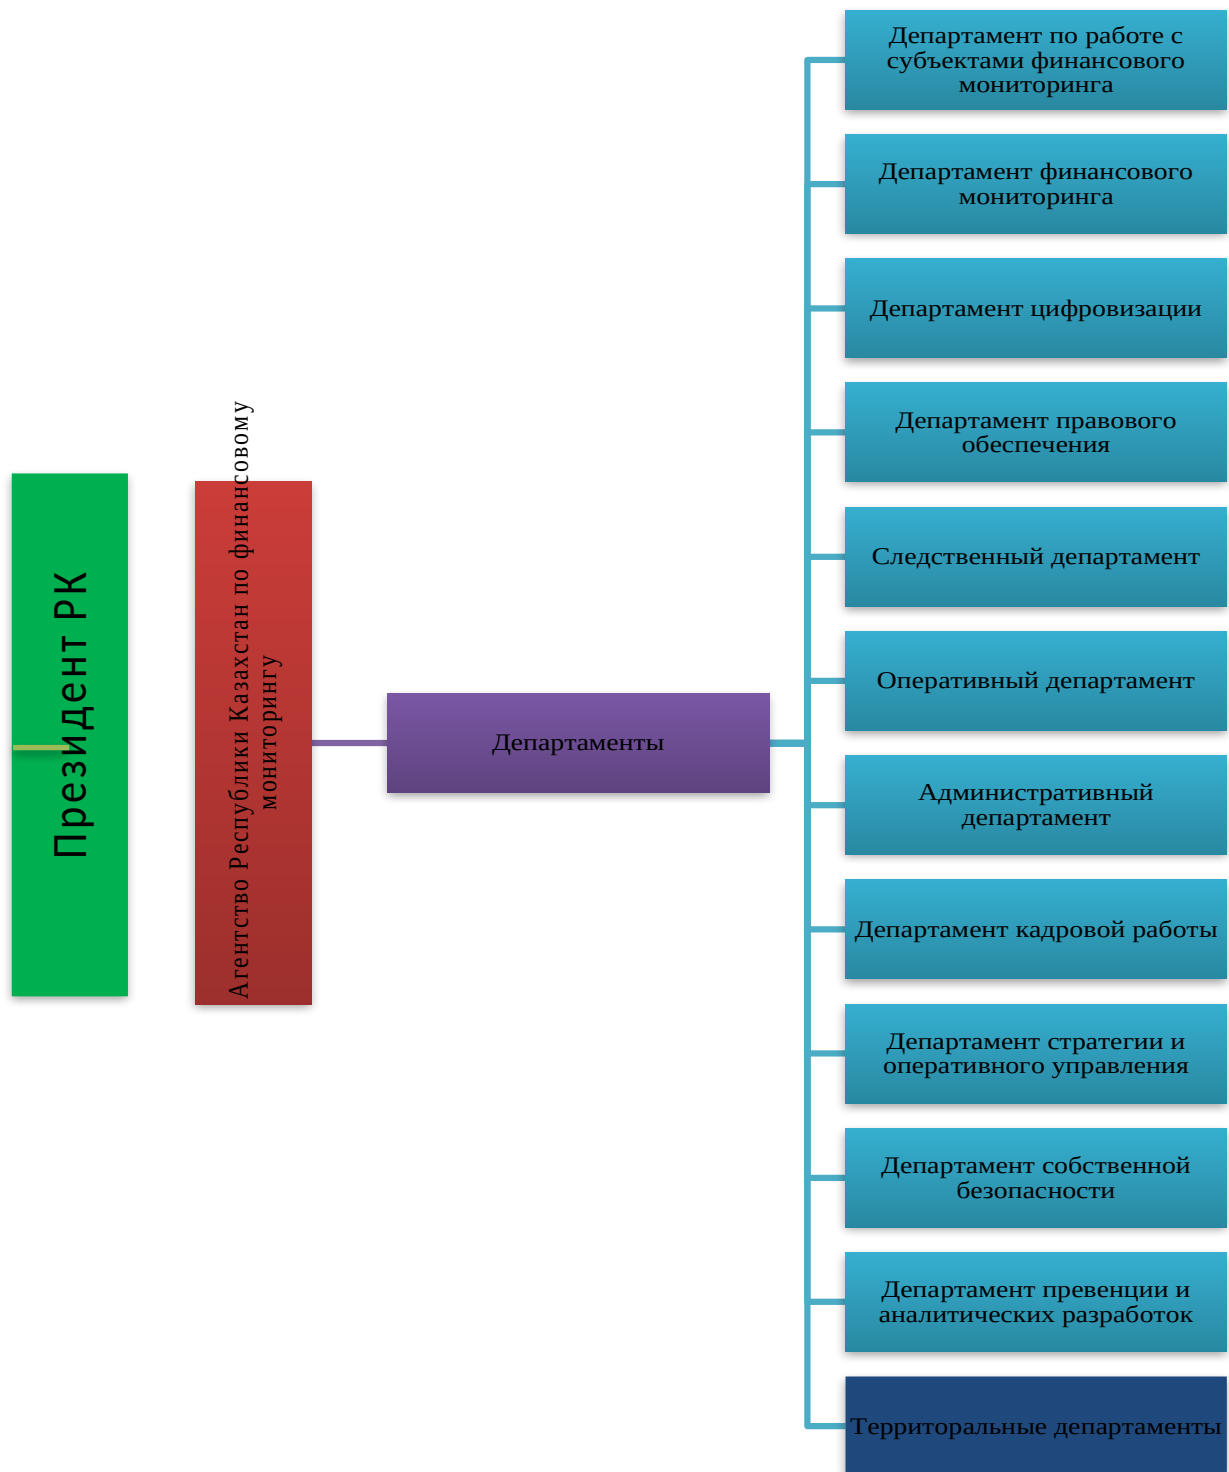 Президент РК
Агентство Республики Казахстан по финансовому
мониторингу
Департаменты
Департамент по работе с
субъектами финансового
мониторинга
Департамент финансового
мониторинга
Департамент цифровизации
Департамент правового
обеспечения
Следственный департамент
Оперативный департамент
Административный
департамент
Департамент кадровой работы
Департамент стратегии и
оперативного управления
Департамент собственной
безопасности
Департамент превенции и
аналитических разработок
Территоральные департаменты